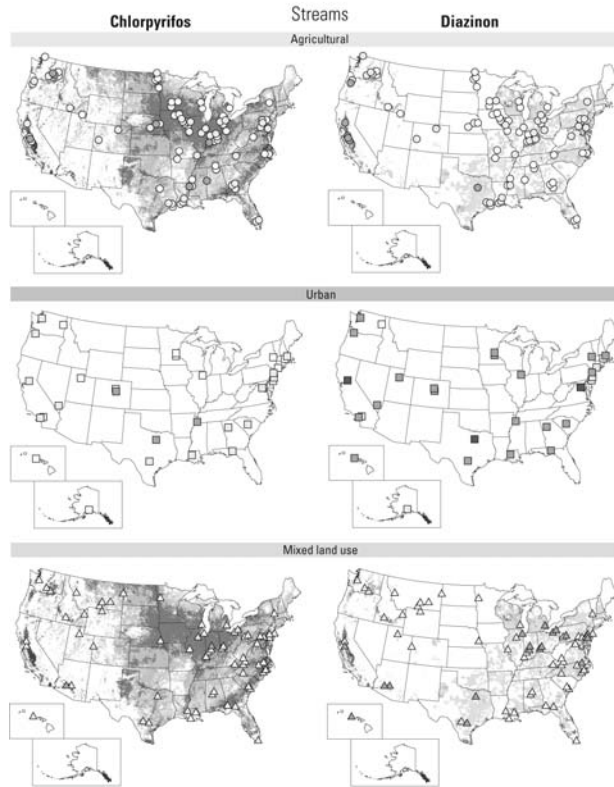 Streams
Chlorpyrifos
Diazinon
Agricultural
Urban
Mixed land use